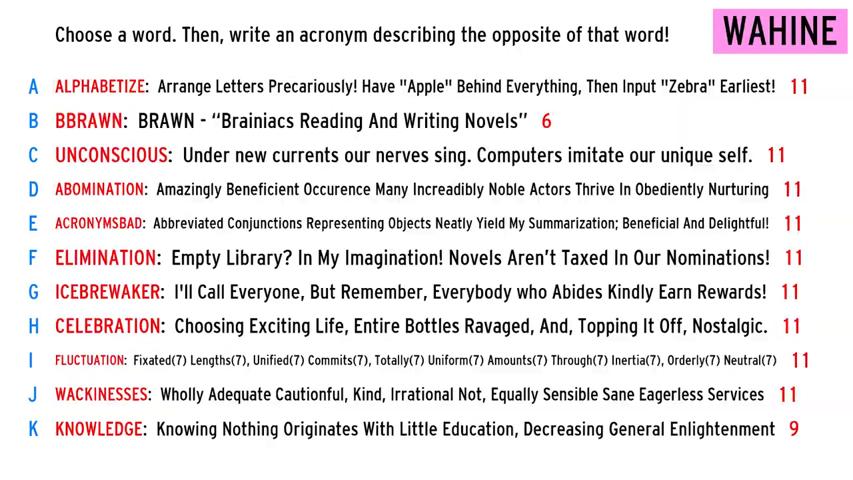 Choose a word. Then, write an acronym describing the opposite of that word!
WAHINE
A ALPHABETIZE: Arrange Letters Precariously! Have "Apple" Behind Everything, Then Input "Zebra" Earliest! 11
B BBRAWN: BRAWN - “Brainiacs Reading And Writing Novels” 6
C UNCONSCIOUS: Under new currents our nerves sing. Computers imitate our unique self. 11
D ABOMINATION: Amazingly Beneficient Occurence Many Increadibly Noble Actors Thrive In Obediently Nurturing 11
E ACRONYMSBAD: Abbreviated Conjunctions Representing Objects Neatly Yield My Summarization; Beneficial And Delightful! 11
F ELIMINATION: Empty Library? In My Imagination! Novels Aren’t Taxed In Our Nominations! 11
G ICEBREWAKER: I'll Call Everyone, But Remember, Everybody who Abides Kindly Earn Rewards! 11
H CELEBRATION: Choosing Exciting Life, Entire Bottles Ravaged, And, Topping It Off, Nostalgic. 11
I FLUCTUATION: Fixated(7) Lengths(7), Unified(7) Commits(7), Totally(7) Uniform(7) Amounts(7) Through(7) Inertia(7), Orderly(7) Neutral(7) 11
J WACKINESSES: Wholly Adequate Cautionful, Kind, Irrational Not, Equally Sensible Sane Eagerless Services 11
K KNOWLEDGE: Knowing Nothing Originates With Little Education, Decreasing General Enlightenment 9